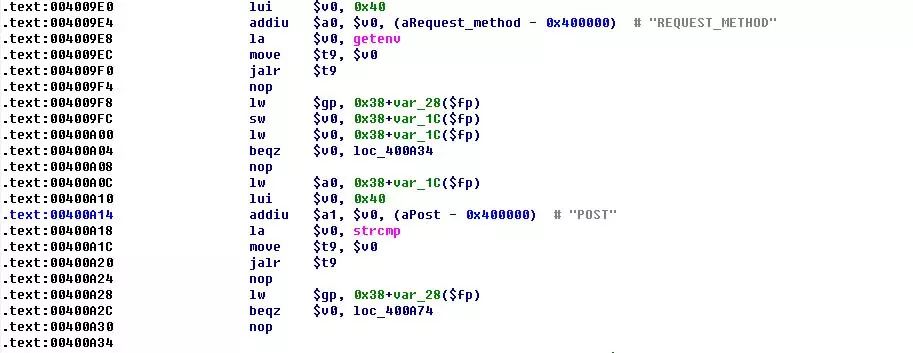 .text:004009E0 lui $v0, 0x40
.text:004009E4 addiu $a0, $v0, (aRequest_method - 0x400000) # "REQUEST_METHOD"
.text:004009E8 la $v0, getenv
.text:004009EC move $t9, $v0
.text:004009F0 jalr $t9
.text:004009F4 nop
.text:004009F8 lw $gp, 0x38+var_28($fp)
.text:004009FC sw $v0, 0x38+var_1C($fp)
.text:00400A00 lw $v0, 0x38+var_1C($fp)
.text:00400A04 beqz $v0, loc_400A34
.text:00400A08 nop
.text:00400A0C lw $a0, 0x38+var_1C($fp)
.text:00400A10 lui $v0, 0x40
.text:00400A14 addiu $a1, $v0, (aPost - 0x400000) # "POST"
.text:00400A18 la $v0, strcmp
.text:00400A1C move $t9, $v0
.text:00400A20 jalr $t9
.text:00400A24 nop
.text:00400A28 lw $gp, 0x38+var_28($fp)
.text:00400A2C beqz $v0, loc_400A74
.text:00400A30 nop
.text:00400A34